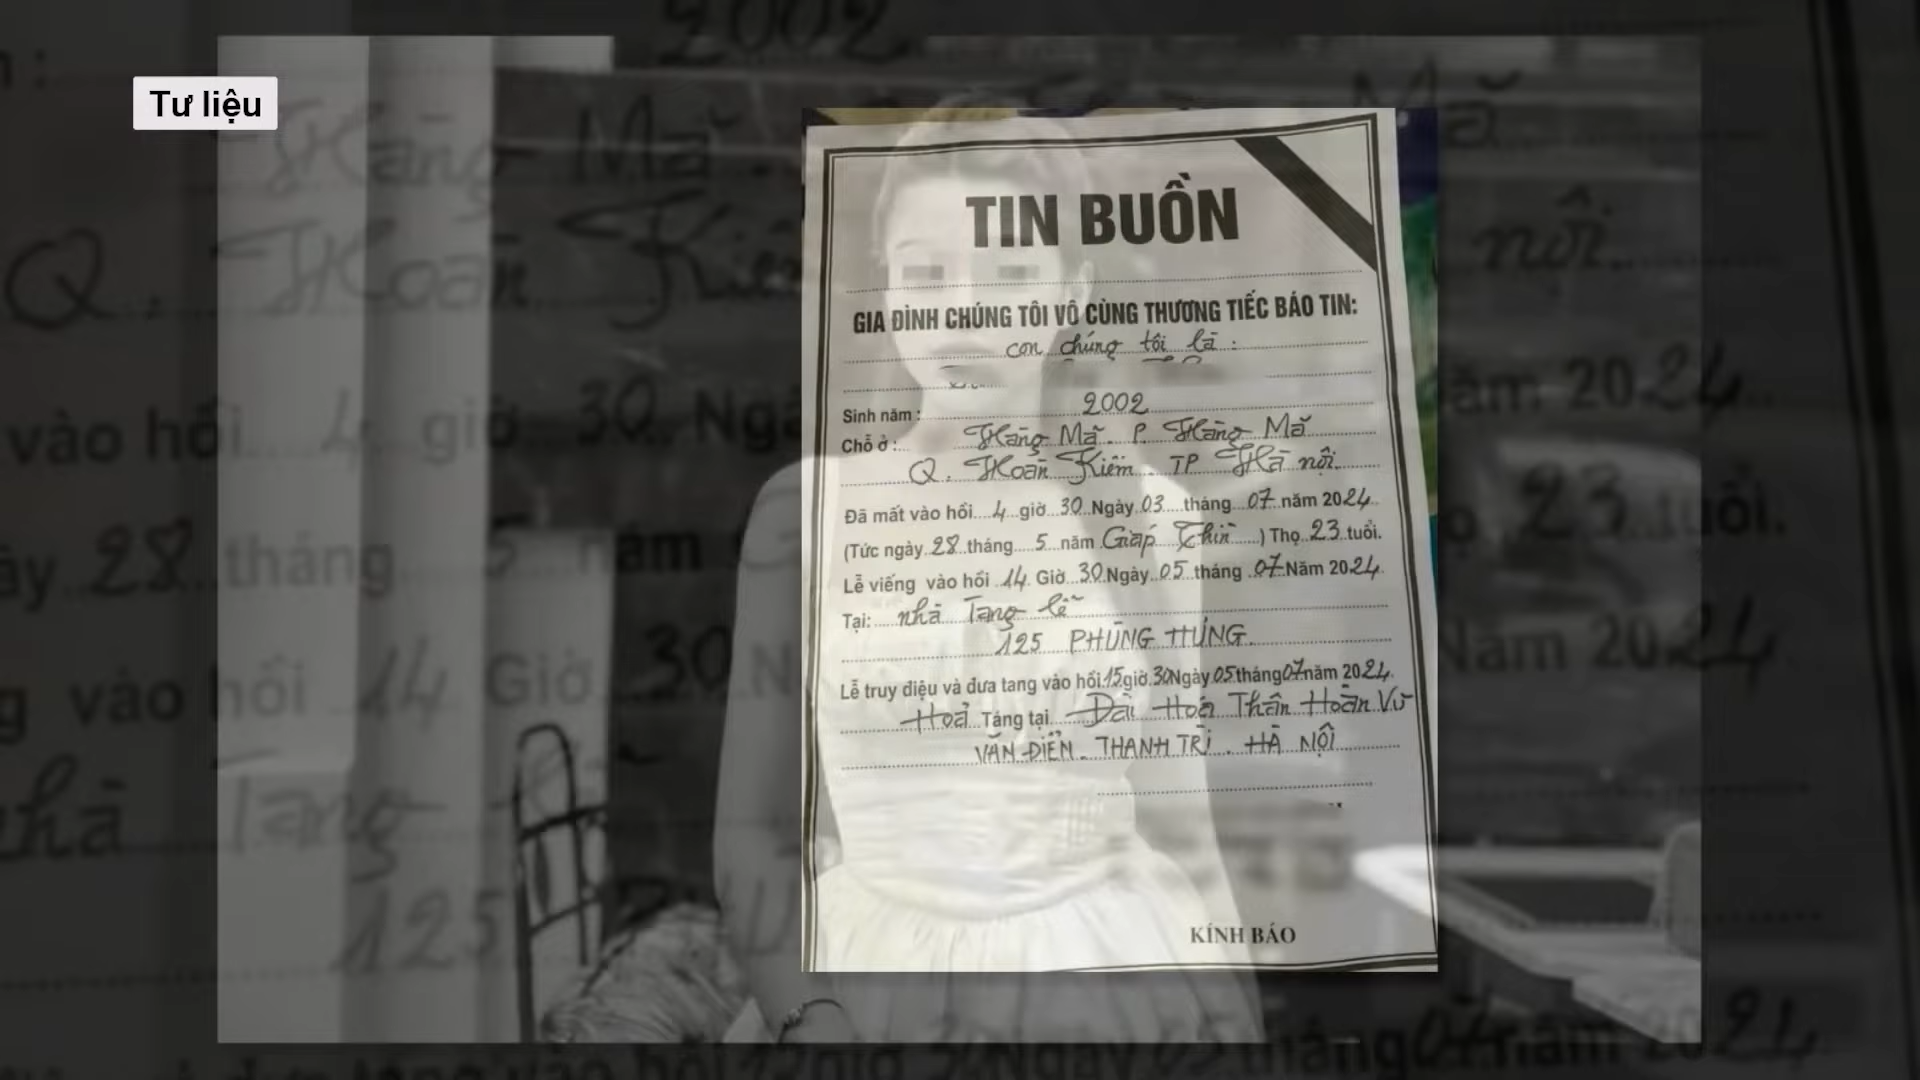 Tư liệu
TIN BUỒN
GIA ĐÌNH CHÚNG TÔI VÔ CÙNG THƯƠNG TIẾC BÁO TIN:
con chúng tôi là :
Sinh năm : 2002
Chỗ ở : Hàng Mã. P. Hàng Mã
Q. Hoàn Kiếm. TP Hà nội.
Đã mất vào hồi 4 giờ 30 Ngày 03 tháng 07 năm 2024
(Tức ngày 28 tháng 5 năm Giáp Thìn ) Thọ 23 tuổi.
Lễ viếng vào hồi 14 Giờ 30 Ngày 05 tháng 07 Năm 2024
Tại: nhà Tang lễ
125 PHÙNG HƯNG.
Lễ truy điệu và đưa tang vào hồi 15 giờ 30 Ngày 05 tháng 07 năm 2024.
Hoả Táng tại Đài Hoá Thân Hoàn Vũ
VĂN ĐIỂN. THANH TRÌ. HÀ NỘI
KÍNH BÁO